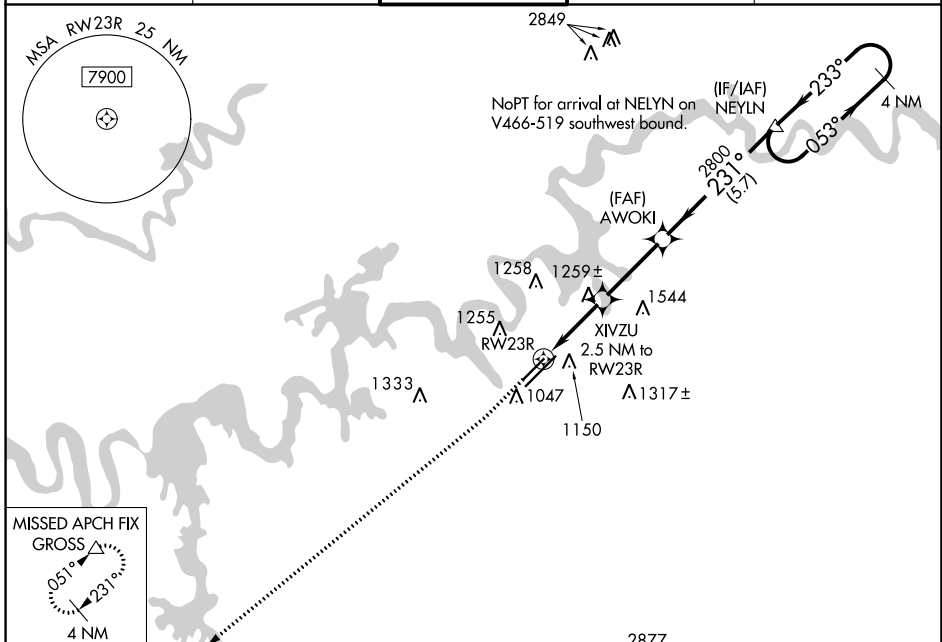 MSA RW23R 25 NM
7900
2849
NoPT for arrival at NELYN on
V466-519 southwest bound.
(IF/IAF)
NEYLN
233°
053°
4 NM
2800
231°
(5.7)
(FAF)
AWOKI
1258
1259±
1544
1255
RW23R
XIVZU
2.5 NM to
RW23R
1333
1047
1317±
1150
MISSED APCH FIX
GROSS
051°
231°
4 NM
2877